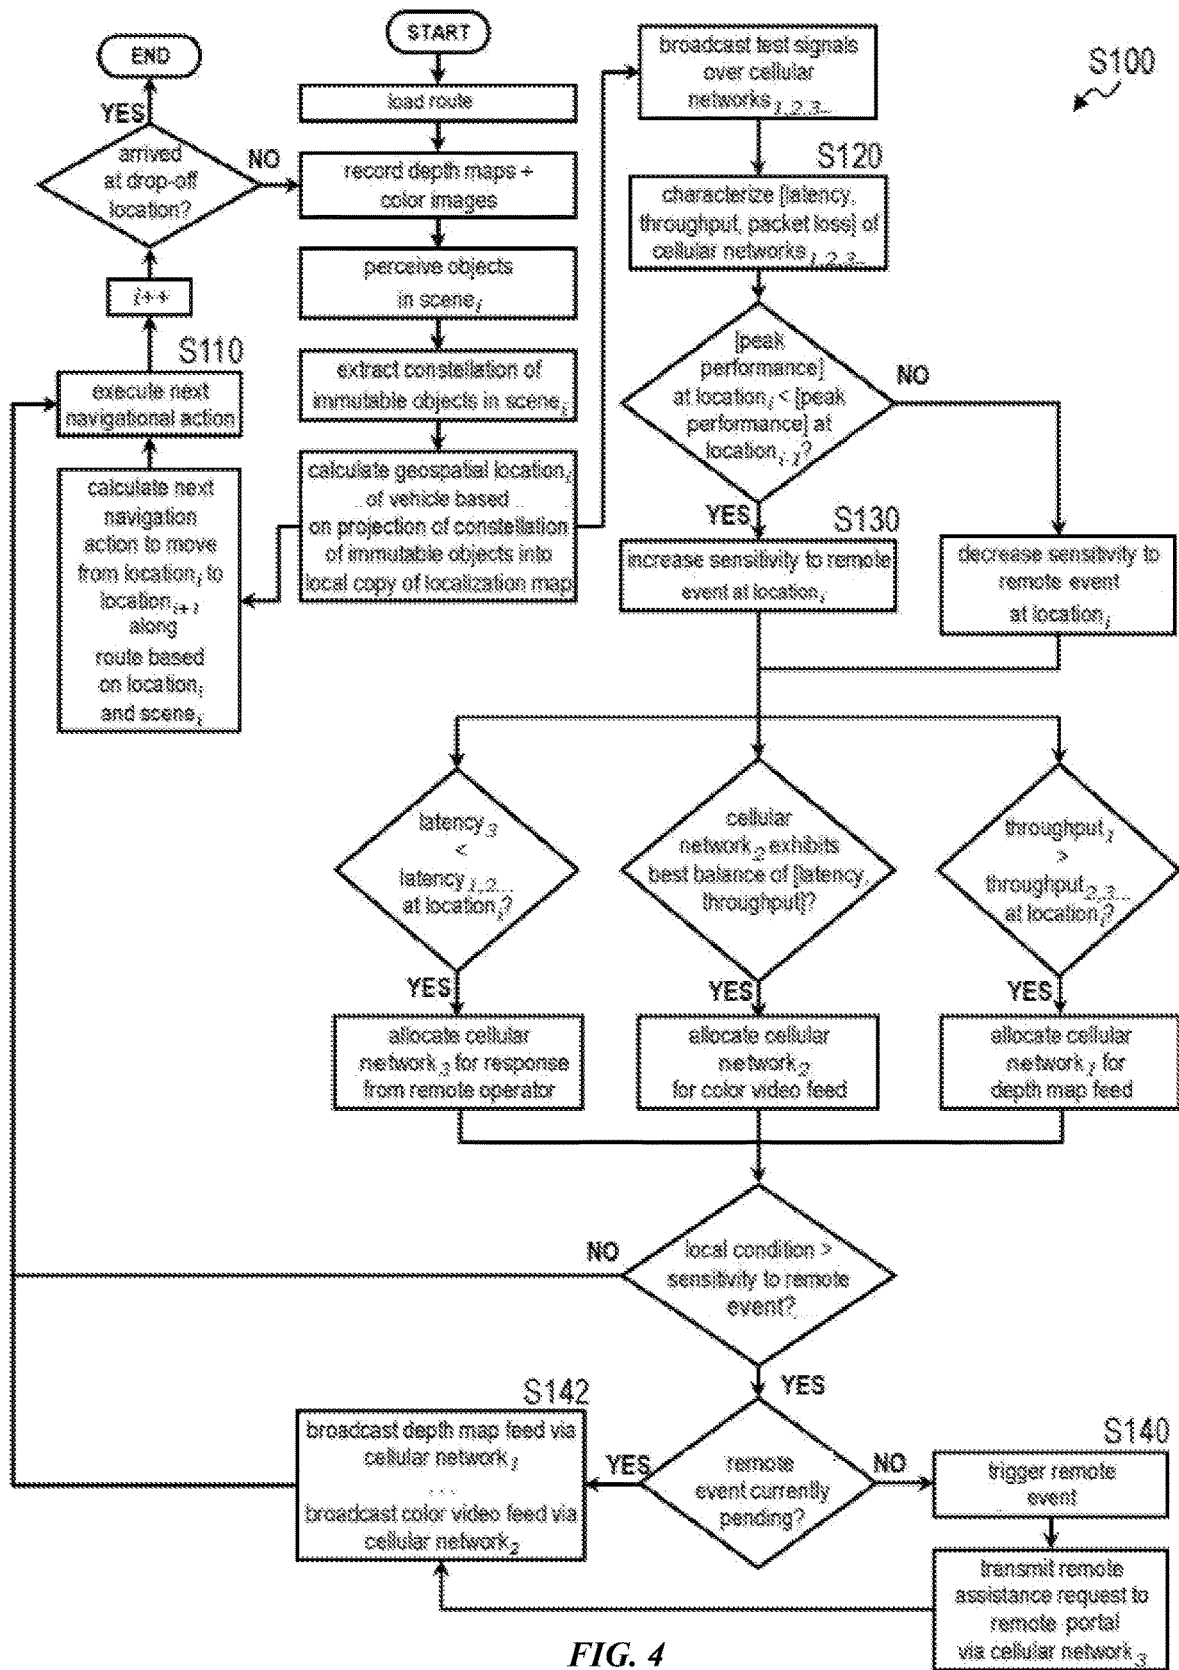 START
load route
record depth maps +
color images
perceive objects
in scene i
extract constellation of
immutable objects in scene i
calculate geospatial location i
of vehicle based
on projection of constellation
of immutable objects into
local copy of localization map
END
YES
arrived
at drop-off
location?
NO
i++
S110
execute next
navigational action
calculate next
navigation
action to move
from location i to
location i+1
along
route based
on location i
and scene i
broadcast test signals
over cellular
networks 1,2,3...
S100
S120
characterize [latency,
throughput, packet loss] of
cellular networks 1,2,3...
[peak
performance]
at location i < [peak
performance] at
location i-1?
NO
YES
S130
increase sensitivity to remote
event at location i
decrease sensitivity to
remote event
at location i
latency 3
<
latency 1,2...
at location i?
YES
allocate cellular
network 3 for response
from remote operator
cellular
network 2 exhibits
best balance of [latency,
throughput]?
YES
allocate cellular
network 2
for color video feed
throughput 1
>
throughput 2,3...
at location i?
YES
allocate cellular
network 1 for
depth map feed
NO
local condition >
sensitivity to remote
event?
YES
S142
broadcast depth map feed via
cellular network 1
...
broadcast color video feed via
cellular network 2
YES
remote
event currently
pending?
NO
S140
trigger remote
event
transmit remote
assistance request to
remote portal
via cellular network 3
FIG. 4